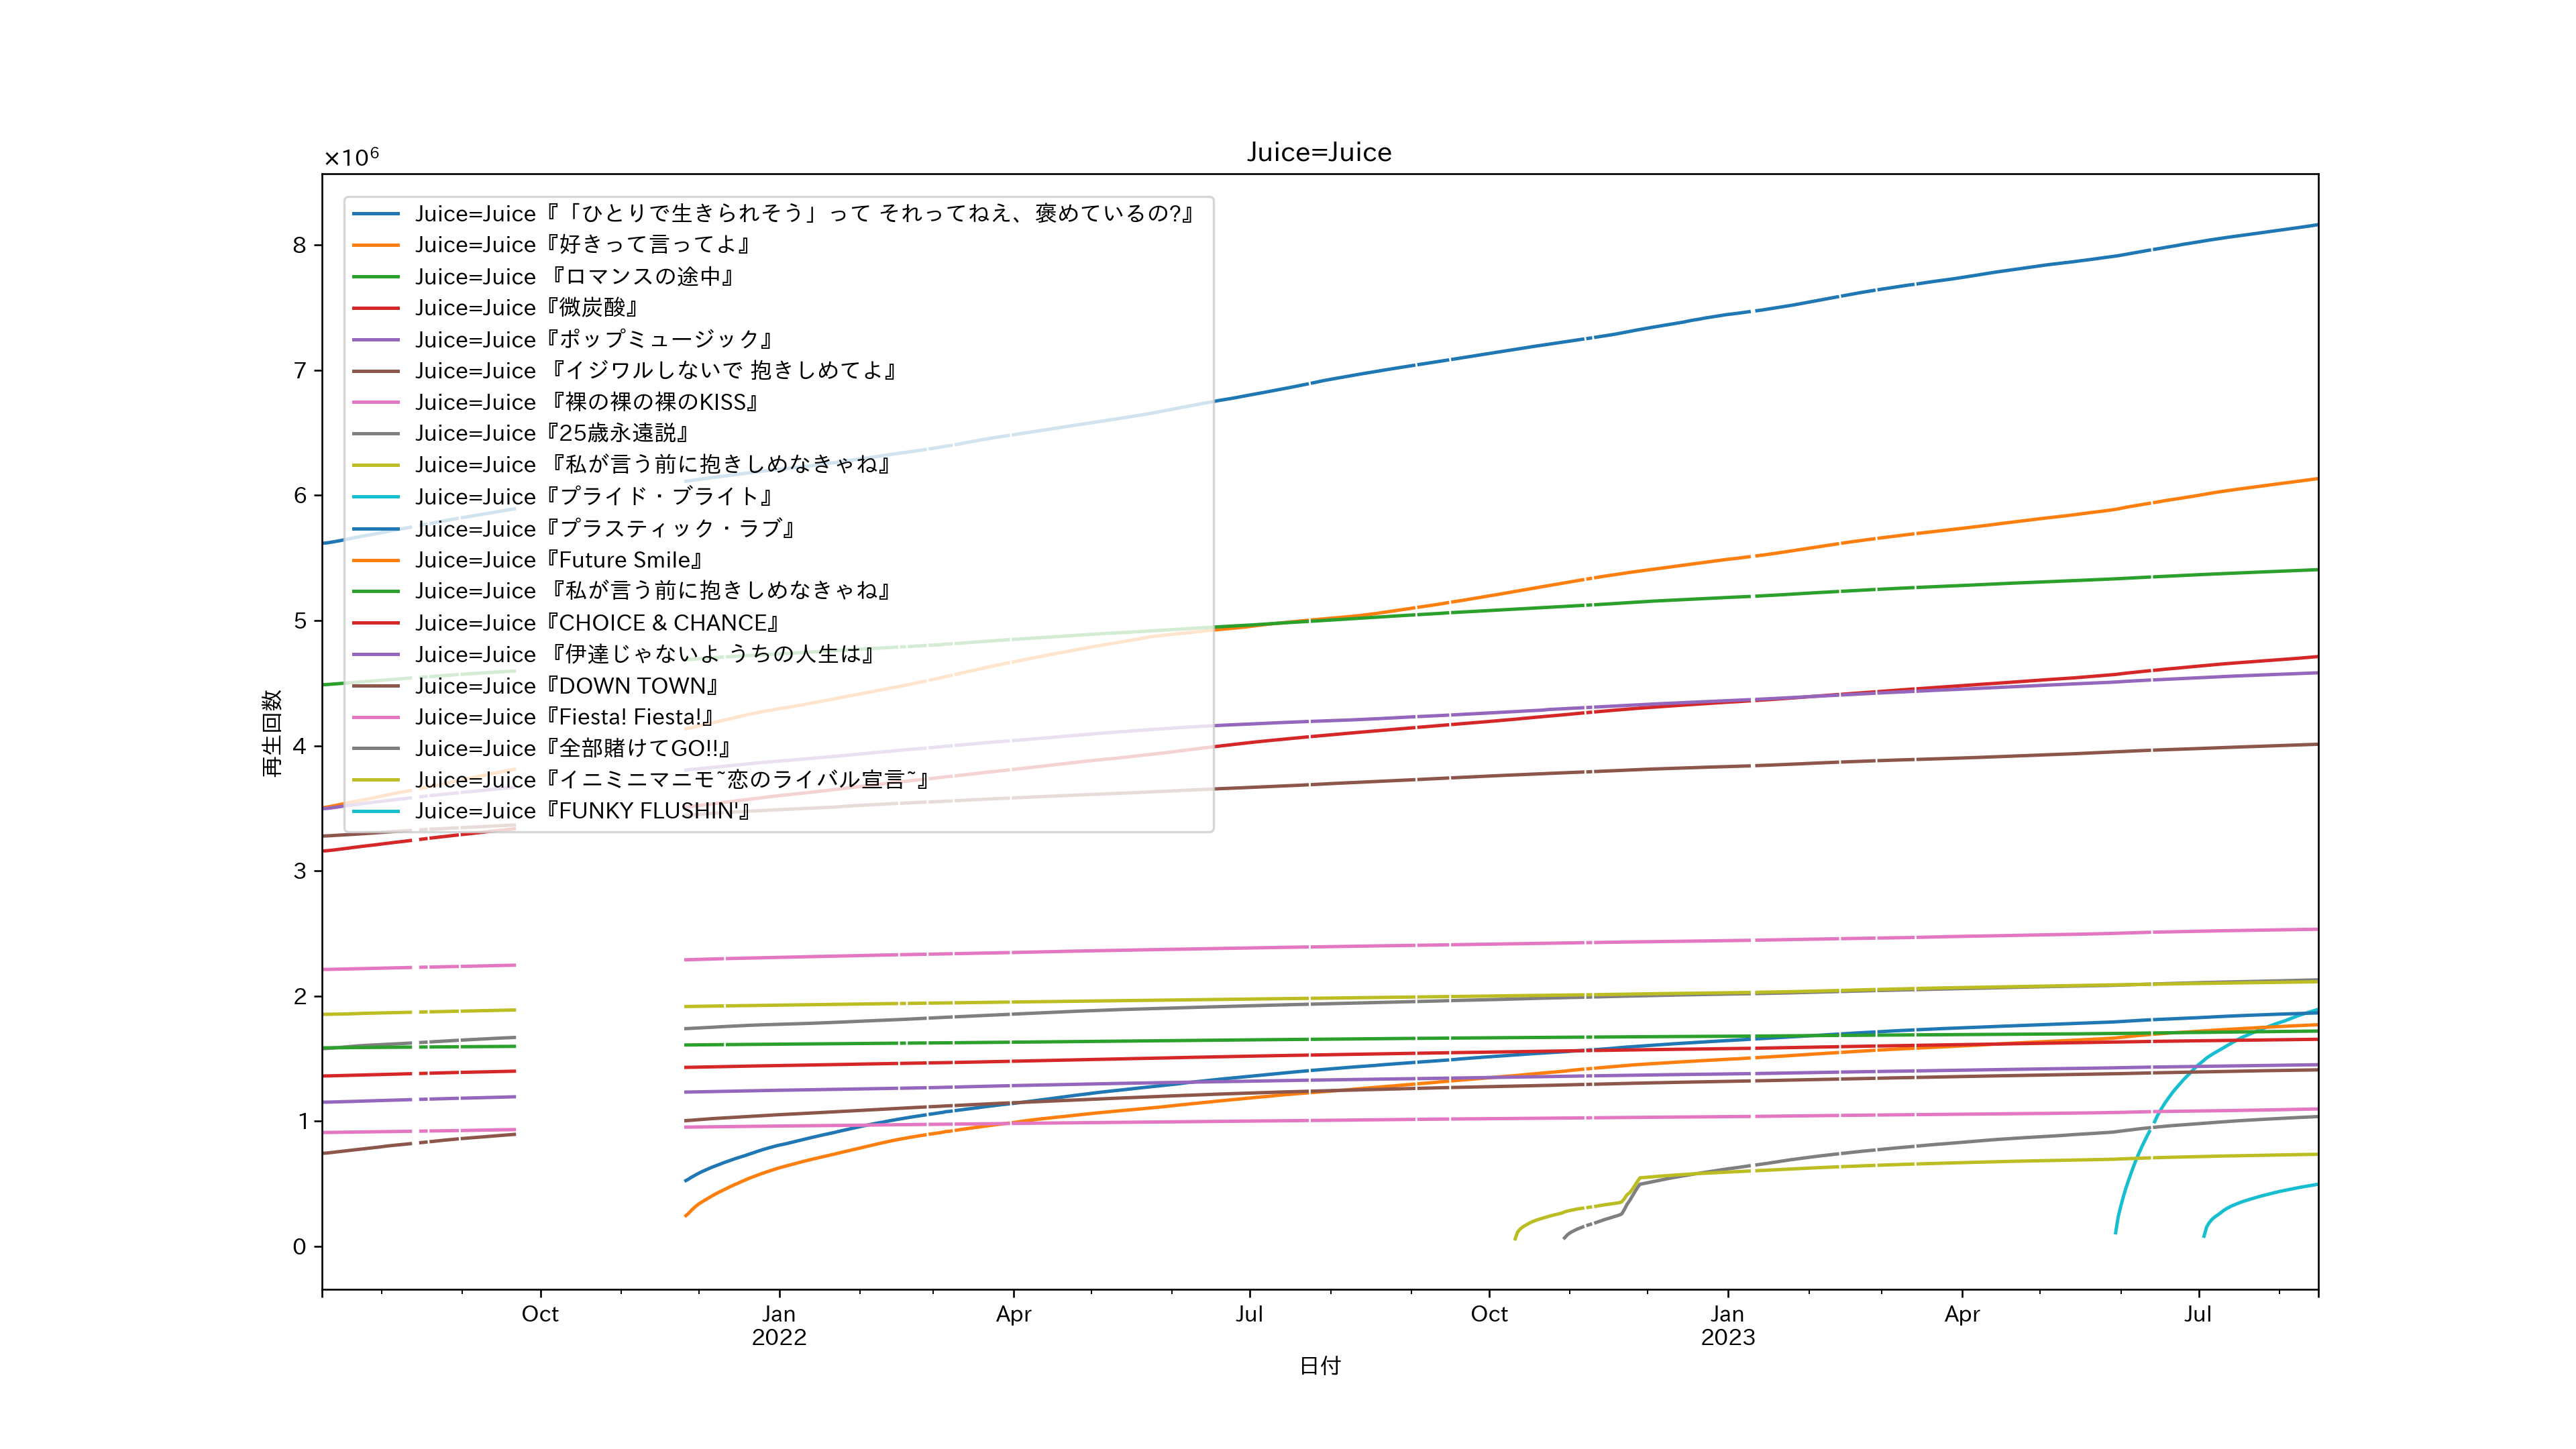 Juice=Juice
×10⁶
Juice=Juice『「ひとりで生きられそう」って それってねえ、褒めているの?』
Juice=Juice『好きって言ってよ』
Juice=Juice 『ロマンスの途中』
Juice=Juice『微炭酸』
Juice=Juice『ポップミュージック』
Juice=Juice 『イジワルしないで 抱きしめてよ』
Juice=Juice 『裸の裸の裸のKISS』
Juice=Juice『25歳永遠説』
Juice=Juice 『私が言う前に抱きしめなきゃね』
Juice=Juice『プライド・ブライト』
Juice=Juice『プラスティック・ラブ』
Juice=Juice『Future Smile』
Juice=Juice 『私が言う前に抱きしめなきゃね』
Juice=Juice『CHOICE & CHANCE』
Juice=Juice 『伊達じゃないよ うちの人生は』
Juice=Juice『DOWN TOWN』
Juice=Juice『Fiesta! Fiesta!』
Juice=Juice『全部賭けてGO!!』
Juice=Juice『イニミニマニモ~恋のライバル宣言~』
Juice=Juice『FUNKY FLUSHIN'』
8
7
6
5
4
3
2
1
0
再生回数
Oct
Jan
2022
Apr
Jul
Oct
Jan
2023
Apr
Jul
日付